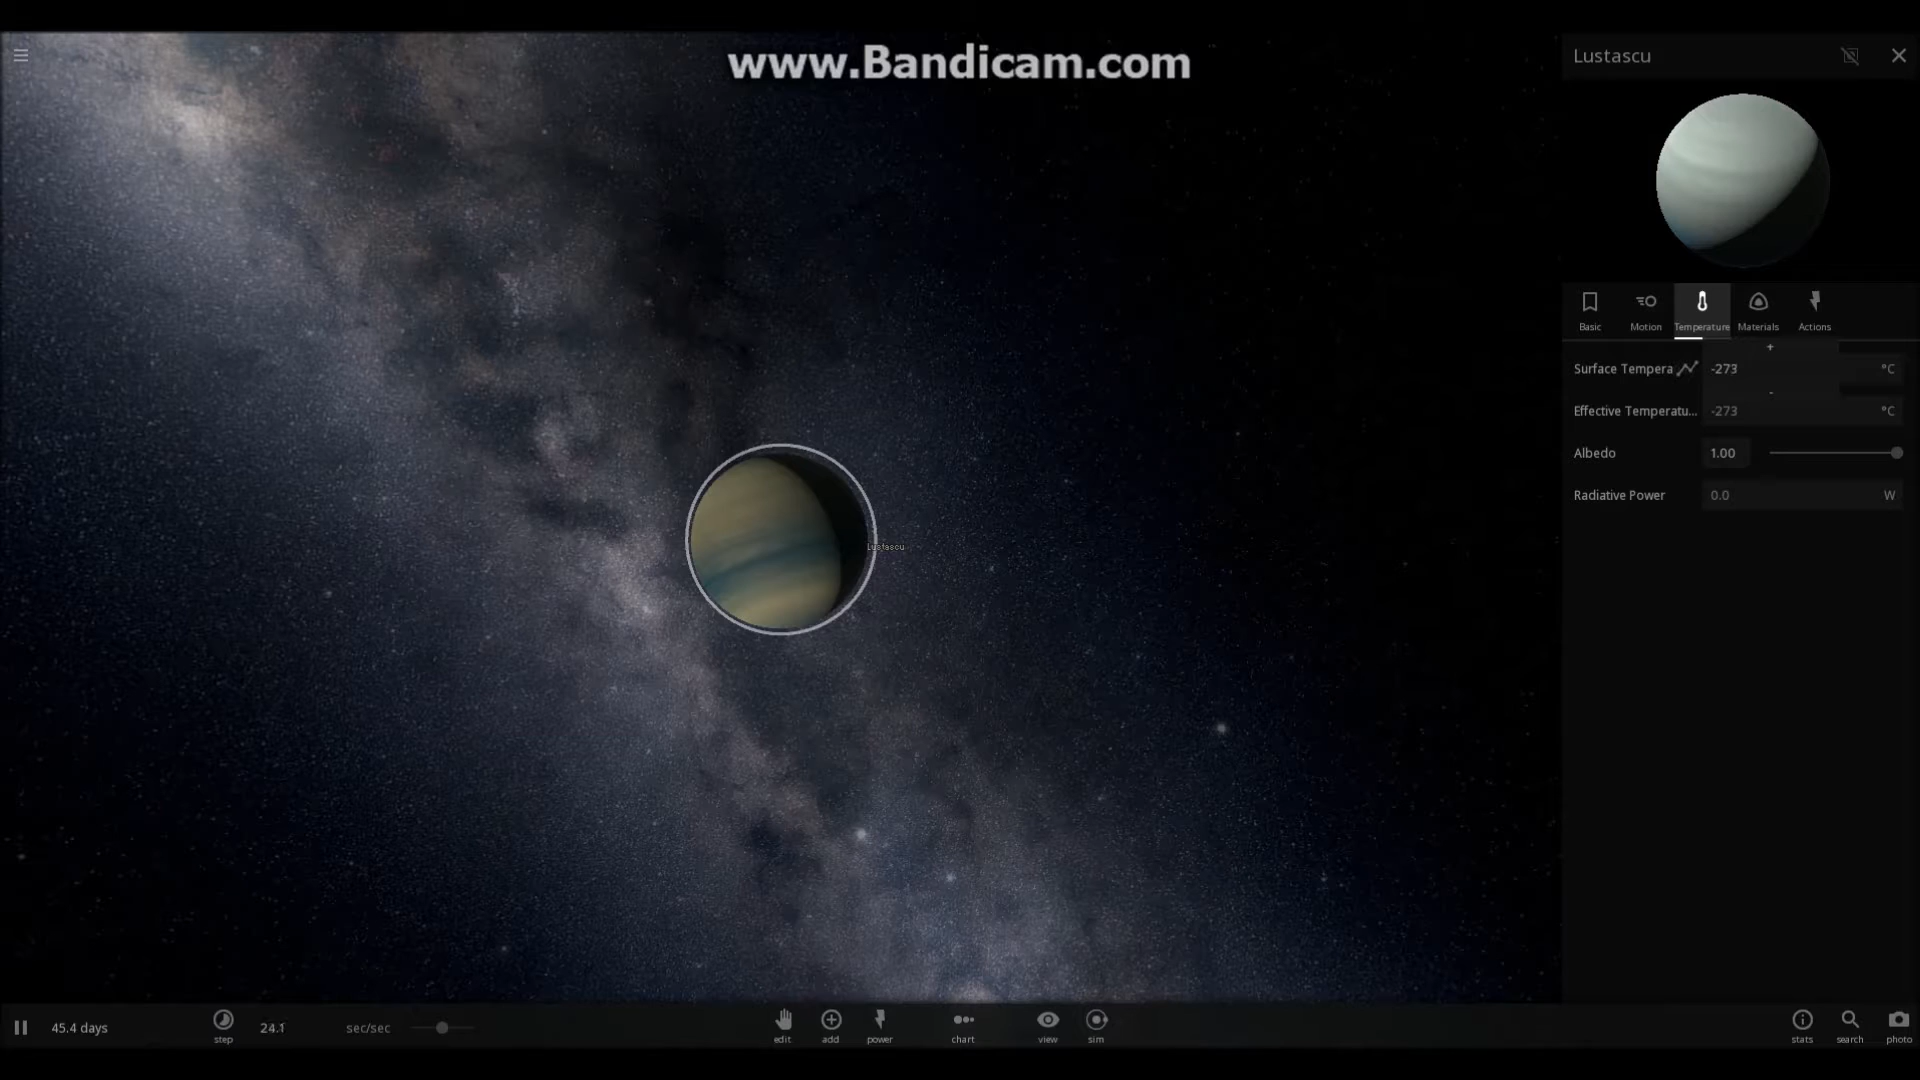 www.Bandicam.com
Lustascu
Basic
Motion
Temperature
Materials
Actions
+
Surface Tempera -273 °C
-
Effective Temperatu... -273 °C
Albedo 1.00
Radiative Power 0.0 W
Lustascu
45.4 days
step
24.1
sec/sec
edit
add
power
chart
view
sim
stats
search
photo